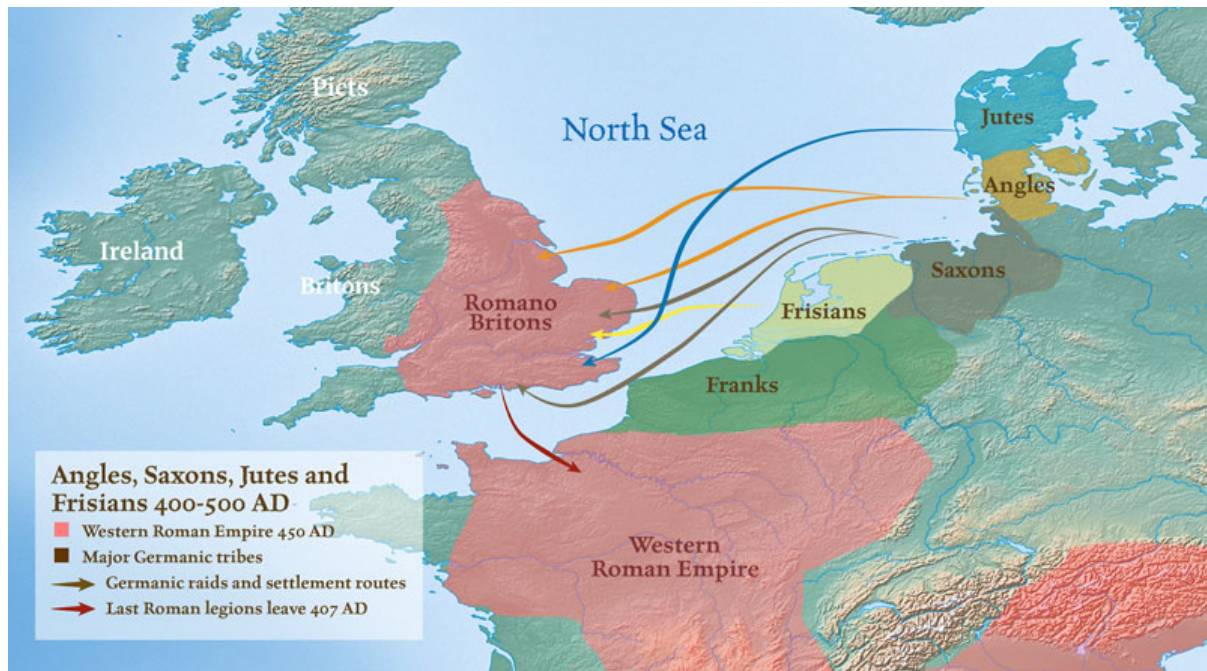 Picts
North Sea
Jutes
Angles
Ireland
Britons
Saxons
Romano
Britons
Frisians
Franks
Angles, Saxons, Jutes and
Frisians 400-500 AD
Western Roman Empire 450 AD
Major Germanic tribes
Germanic raids and settlement routes
Last Roman legions leave 407 AD
Western
Roman Empire